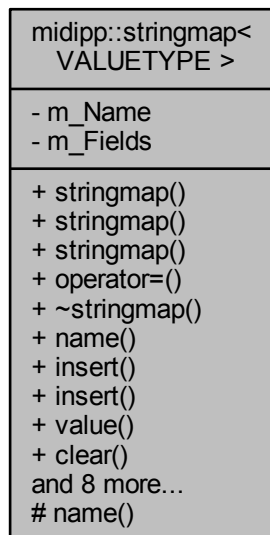 midipp::stringmap<
VALUETYPE >
- m_Name
- m_Fields
+ stringmap()
+ stringmap()
+ stringmap()
+ operator=()
+ ~stringmap()
+ name()
+ insert()
+ insert()
+ value()
+ clear()
and 8 more...
# name()